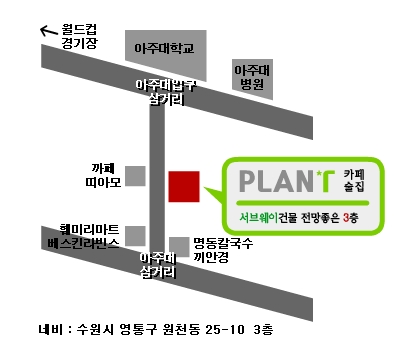 월드컵
경기장
아주대학교
아주대
병원
아주대입구
삼거리
까페
띠아모
PLAN*T 카페
술집
서브웨이건물 전망좋은 3층
훼미리마트
베스킨라빈스
명동칼국수
끼안경
아주대
삼거리
네비 : 수원시 영통구 원천동 25-10 3층